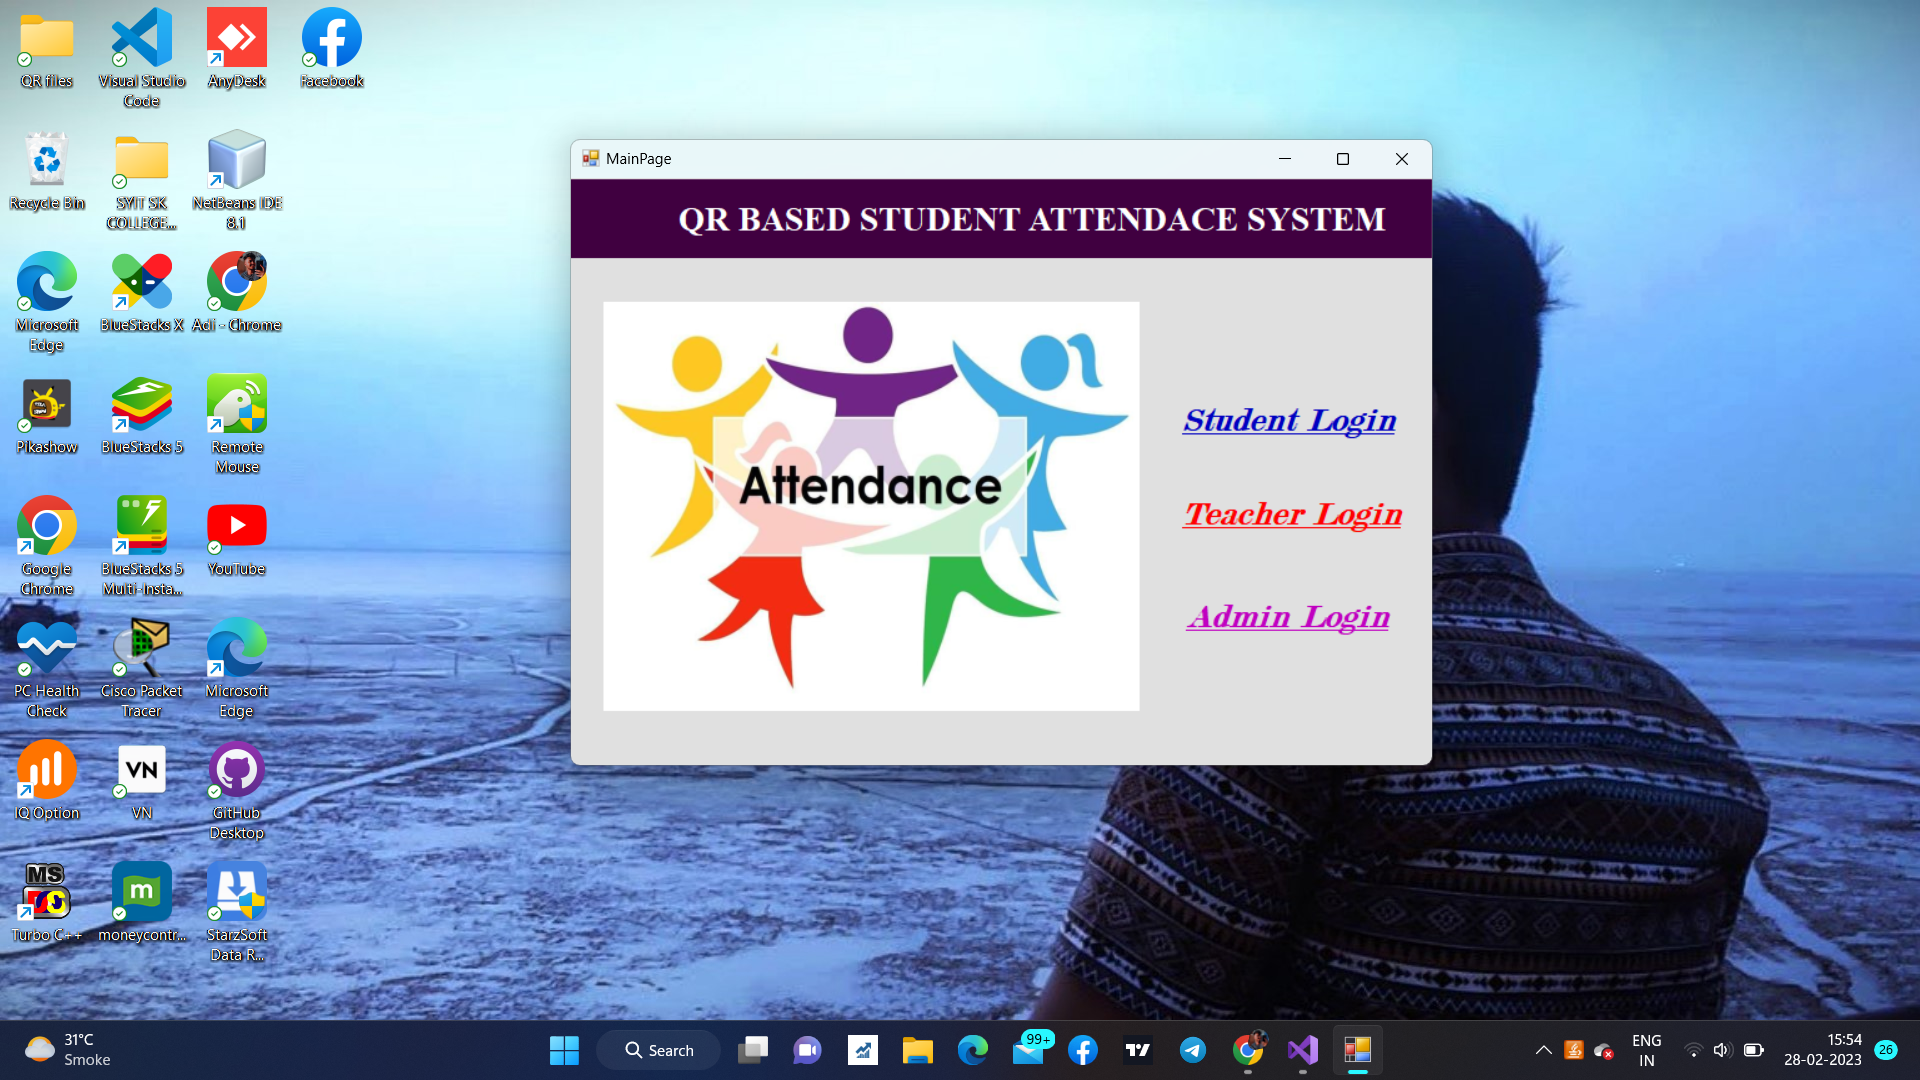 QR files
Visual Studio
Code
AnyDesk
Facebook
Recycle Bin
SYIT SK
COLLEGE...
NetBeans IDE
8.1
Microsoft
Edge
BlueStacks X
Adi - Chrome
Pikashow
BlueStacks 5
Remote
Mouse
Google
Chrome
BlueStacks 5
Multi-Insta...
YouTube
PC Health
Check
Cisco Packet
Tracer
Microsoft
Edge
IQ Option
VN
VN
GitHub
Desktop
MS
Turbo C++
m
moneycontr...
StarzSoft
Data R...
MainPage
QR BASED STUDENT ATTENDACE SYSTEM
Attendance
Student Login
Teacher Login
Admin Login
31°C
Smoke
Search
99+
ENG
IN
15:54
28-02-2023
26